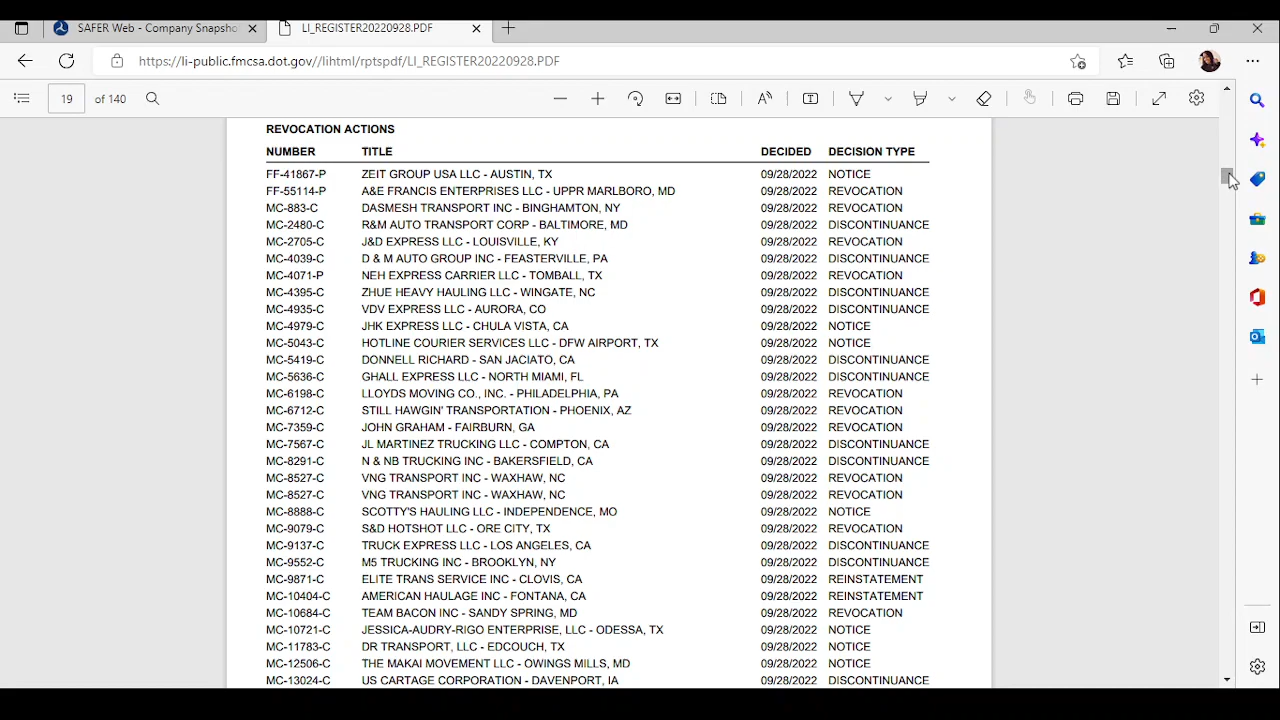 SAFER Web - Company Snapsho
LI_REGISTER20220928.PDF
https://li-public.fmcsa.dot.gov//lihtml/rptspdf/LI_REGISTER20220928.PDF
19 of 140
REVOCATION ACTIONS
NUMBER TITLE DECIDED DECISION TYPE
FF-41867-P ZEIT GROUP USA LLC - AUSTIN, TX 09/28/2022 NOTICE
FF-55114-P A&E FRANCIS ENTERPRISES LLC - UPPR MARLBORO, MD 09/28/2022 REVOCATION
MC-883-C DASMESH TRANSPORT INC - BINGHAMTON, NY 09/28/2022 REVOCATION
MC-2480-C R&M AUTO TRANSPORT CORP - BALTIMORE, MD 09/28/2022 DISCONTINUANCE
MC-2705-C J&D EXPRESS LLC - LOUISVILLE, KY 09/28/2022 REVOCATION
MC-4039-C D & M AUTO GROUP INC - FEASTERVILLE, PA 09/28/2022 DISCONTINUANCE
MC-4071-P NEH EXPRESS CARRIER LLC - TOMBALL, TX 09/28/2022 REVOCATION
MC-4395-C ZHUE HEAVY HAULING LLC - WINGATE, NC 09/28/2022 DISCONTINUANCE
MC-4935-C VDV EXPRESS LLC - AURORA, CO 09/28/2022 DISCONTINUANCE
MC-4979-C JHK EXPRESS LLC - CHULA VISTA, CA 09/28/2022 NOTICE
MC-5043-C HOTLINE COURIER SERVICES LLC - DFW AIRPORT, TX 09/28/2022 NOTICE
MC-5419-C DONNELL RICHARD - SAN JACIATO, CA 09/28/2022 DISCONTINUANCE
MC-5636-C GHALL EXPRESS LLC - NORTH MIAMI, FL 09/28/2022 DISCONTINUANCE
MC-6198-C LLOYDS MOVING CO., INC. - PHILADELPHIA, PA 09/28/2022 REVOCATION
MC-6712-C STILL HAWGIN' TRANSPORTATION - PHOENIX, AZ 09/28/2022 REVOCATION
MC-7359-C JOHN GRAHAM - FAIRBURN, GA 09/28/2022 REVOCATION
MC-7567-C JL MARTINEZ TRUCKING LLC - COMPTON, CA 09/28/2022 DISCONTINUANCE
MC-8291-C N & NB TRUCKING INC - BAKERSFIELD, CA 09/28/2022 DISCONTINUANCE
MC-8527-C VNG TRANSPORT INC - WAXHAW, NC 09/28/2022 REVOCATION
MC-8527-C VNG TRANSPORT INC - WAXHAW, NC 09/28/2022 REVOCATION
MC-8888-C SCOTTY'S HAULING LLC - INDEPENDENCE, MO 09/28/2022 NOTICE
MC-9079-C S&D HOTSHOT LLC - ORE CITY, TX 09/28/2022 REVOCATION
MC-9137-C TRUCK EXPRESS LLC - LOS ANGELES, CA 09/28/2022 DISCONTINUANCE
MC-9552-C M5 TRUCKING INC - BROOKLYN, NY 09/28/2022 DISCONTINUANCE
MC-9871-C ELITE TRANS SERVICE INC - CLOVIS, CA 09/28/2022 REINSTATEMENT
MC-10404-C AMERICAN HAULAGE INC - FONTANA, CA 09/28/2022 REINSTATEMENT
MC-10684-C TEAM BACON INC - SANDY SPRING, MD 09/28/2022 REVOCATION
MC-10721-C JESSICA-AUDRY-RIGO ENTERPRISE, LLC - ODESSA, TX 09/28/2022 NOTICE
MC-11783-C DR TRANSPORT, LLC - EDCOUCH, TX 09/28/2022 NOTICE
MC-12506-C THE MAKAI MOVEMENT LLC - OWINGS MILLS, MD 09/28/2022 NOTICE
MC-13024-C US CARTAGE CORPORATION - DAVENPORT, IA 09/28/2022 DISCONTINUANCE